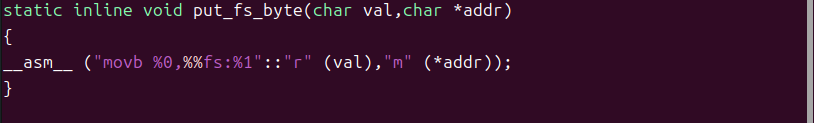 static inline void put_fs_byte(char val,char *addr)
{
__asm__ ("movb %0,%%fs:%1"::"r" (val),"m" (*addr));
}